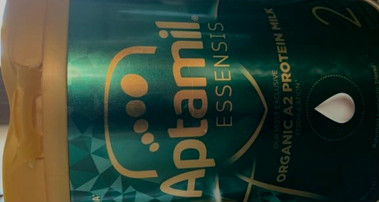 Aptamil
ESSENSIS
ORGANIC A2 PROTEIN MILK
2